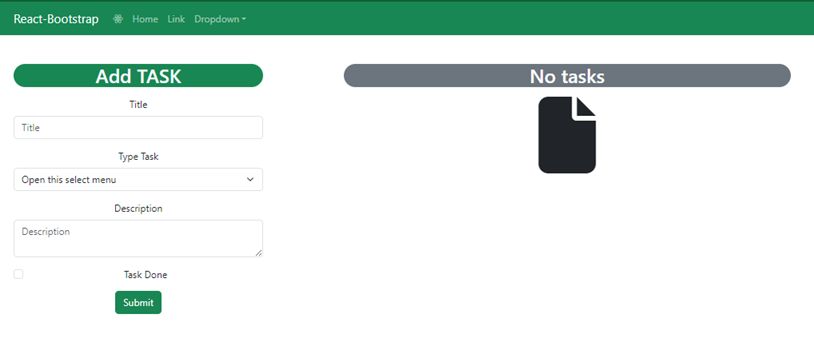 React-Bootstrap Home Link Dropdown
Add TASK
Title
Title
Type Task
Open this select menu
Description
Description
Task Done
Submit
No tasks